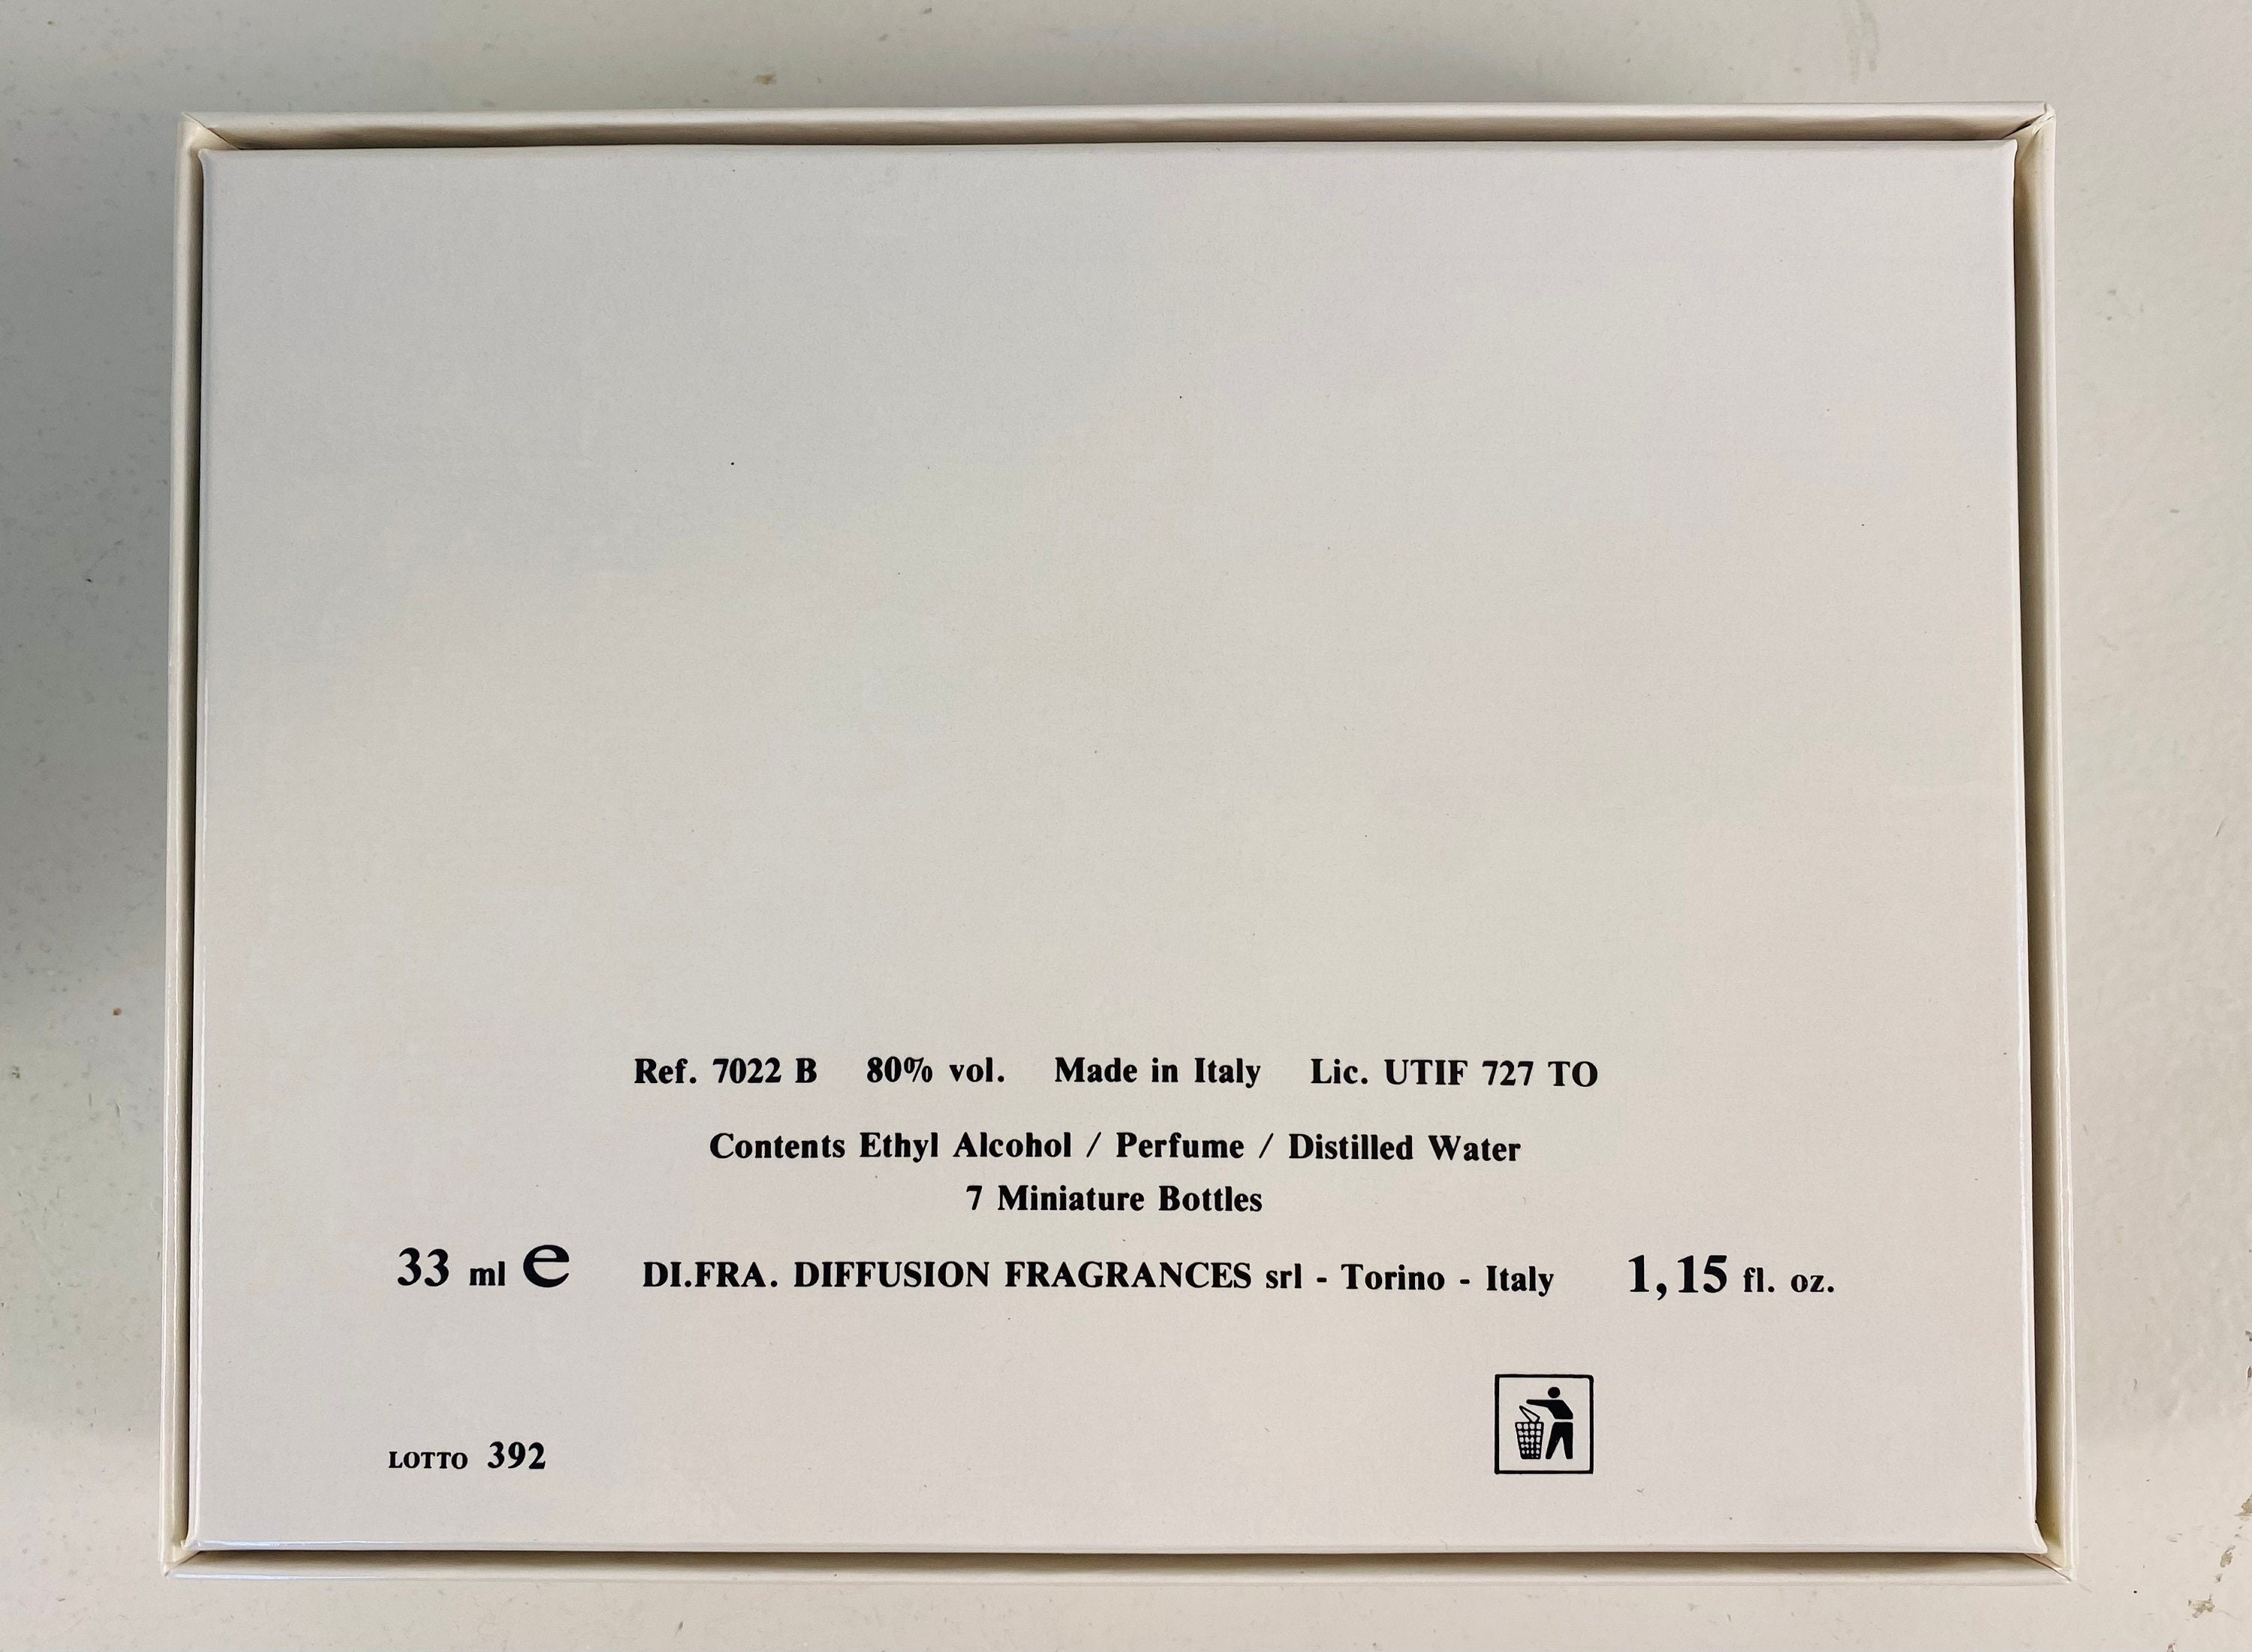 Ref. 7022 B 80% vol. Made in Italy Lic. UTIF 727 TO
Contents Ethyl Alcohol / Perfume / Distilled Water
7 Miniature Bottles
33 ml e DI.FRA. DIFFUSION FRAGRANCES srl - Torino - Italy 1,15 fl. oz.
LOTTO 392